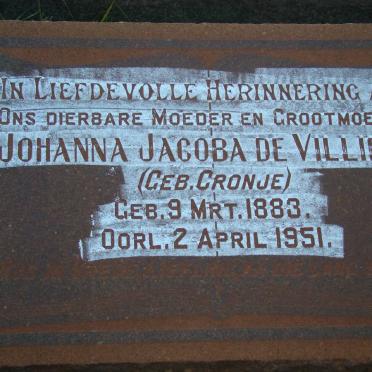 IN LIEFDEVOLLE HERINNERING
ONS DIERBARE MOEDER EN GROOTMOE
JOHANNA JACOBA DE VILLIE
(GEB. CRONJE)
GEB. 9 MRT. 1883.
OORL. 2 APRIL 1951.